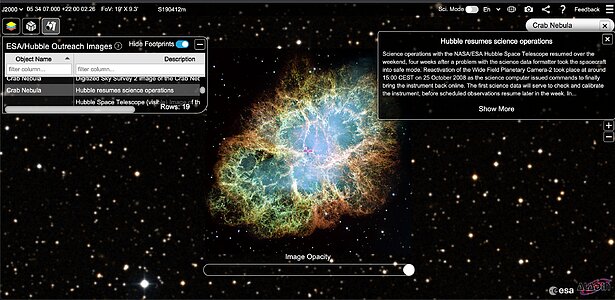 J2000 05 34 07.000 +22 00 02.26 FoV: 19' X 9.3' S190412m Sci. Mode En Feedback
Crab Nebula
ESA/Hubble Outreach Images Hide Footprints
Object Name Description
filter column... filter column...
Crab Nebula Digitized Sky Survey 2 image of the Crab Neb
Crab Nebula Hubble resumes science operations
Hubble Space Telescope
Rows: 19
Hubble resumes science operations
Science operations with the NASA/ESA Hubble Space Telescope resumed over the
weekend, four weeks after a problem with the science data formatter took the spacecraft
into safe mode. Reactivation of the Wide Field Planetary Camera-2 took place at around
15:00 CEST on 25 October 2008 as the science computer issued commands to finally
bring the instrument back online. The first science data will serve to check and calibrate
the instrument, before scheduled observations resume later in the week. In...
Show More
Image Opacity
esa